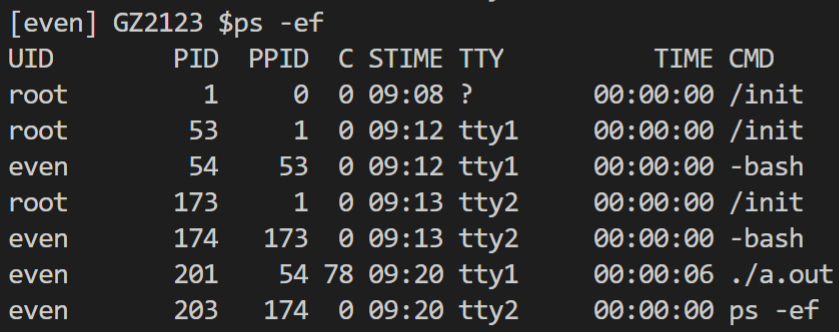 [even] GZ2123 $ps -ef
UID        PID  PPID  C STIME TTY          TIME CMD
root         1     0  0 09:08 ?        00:00:00 /init
root        53     1  0 09:12 tty1     00:00:00 /init
even        54    53  0 09:12 tty1     00:00:00 -bash
root       173     1  0 09:13 tty2     00:00:00 /init
even       174   173  0 09:13 tty2     00:00:00 -bash
even       201    54 78 09:20 tty1     00:00:06 ./a.out
even       203   174  0 09:20 tty2     00:00:00 ps -ef